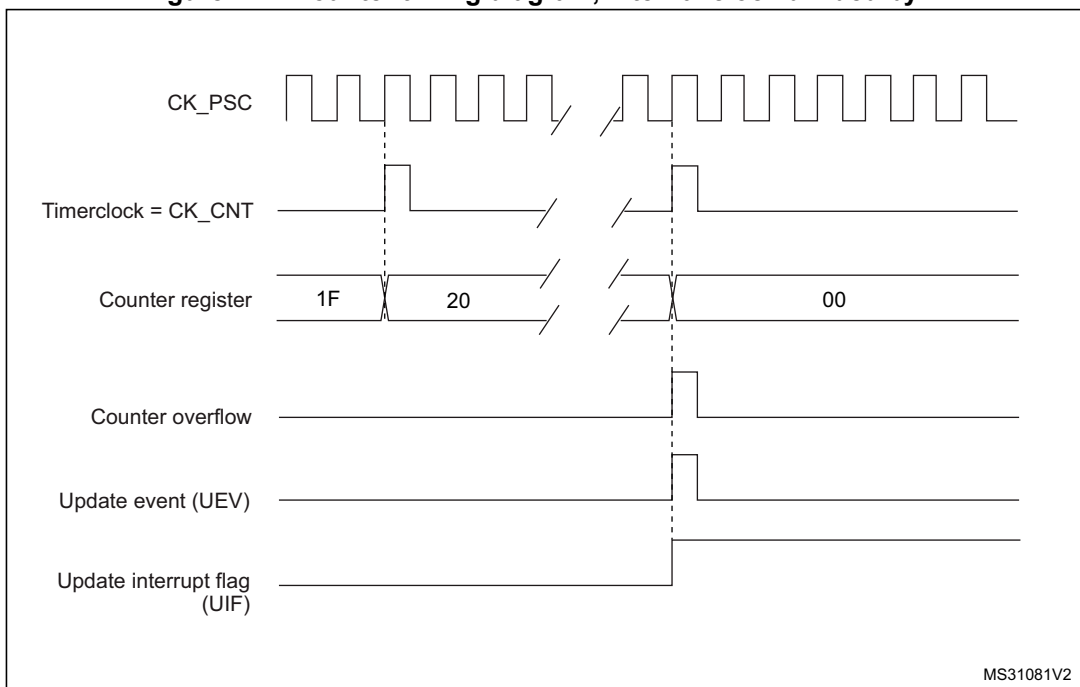 CK_PSC
Timerclock = CK_CNT
Counter register
1F
20
00
Counter overflow
Update event (UEV)
Update interrupt flag
(UIF)
MS31081V2